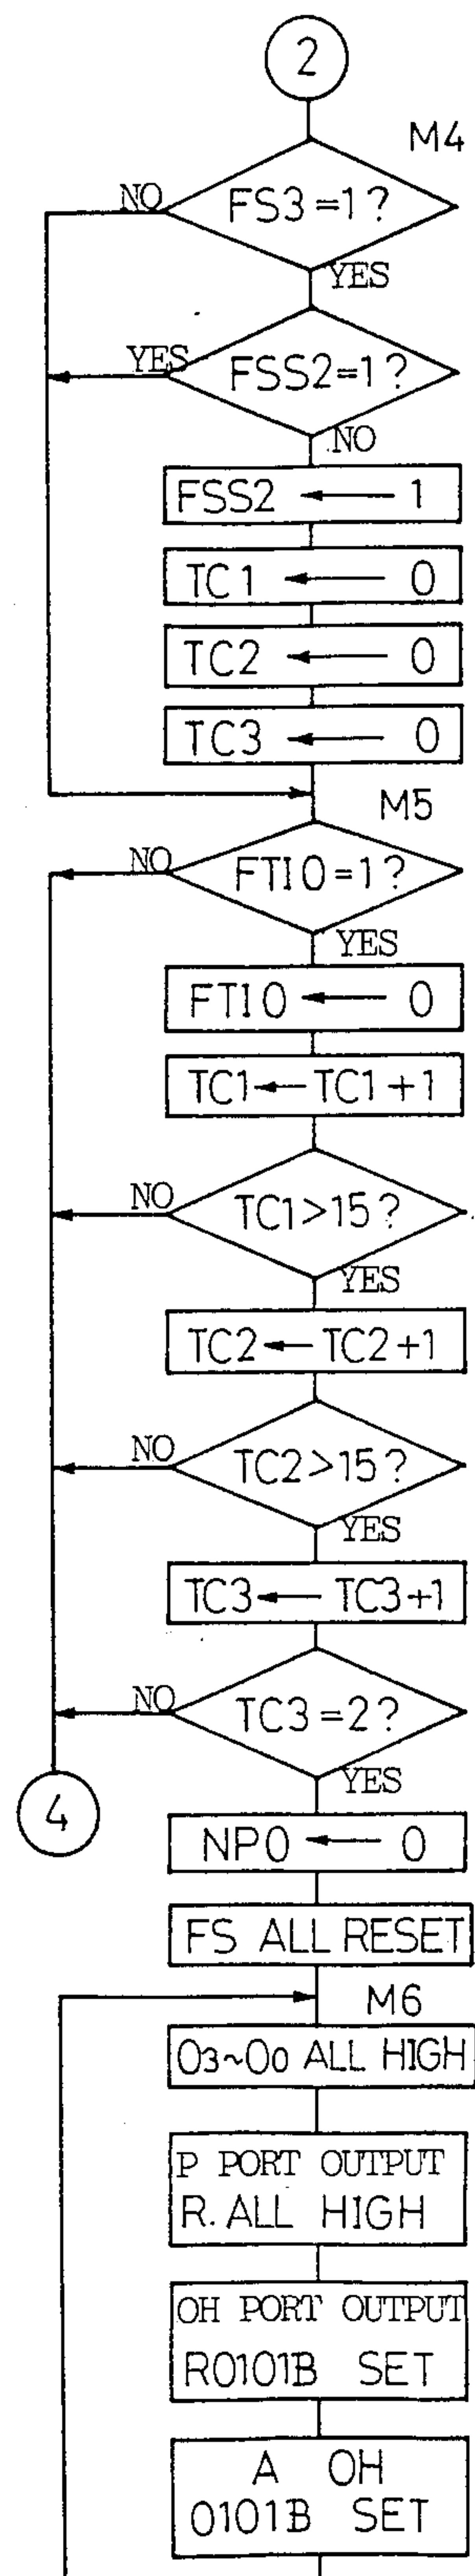 2
M4
NO
FS3=1?
YES
YES
FSS2=1?
NO
FSS2 ← 1
TC1 ← 0
TC2 ← 0
TC3 ← 0
M5
NO
FTIO=1?
YES
FTIO ← 0
TC1 ← TC1+1
NO
TC1>15?
YES
TC2 ← TC2+1
NO
TC2>15?
YES
TC3 ← TC3+1
NO
TC3=2?
YES
4
NPO ← 0
FS ALL RESET
M6
O3~O0 ALL HIGH
P PORT OUTPUT
R.ALL HIGH
OH PORT OUTPUT
R0101B SET
A OH
0101B SET